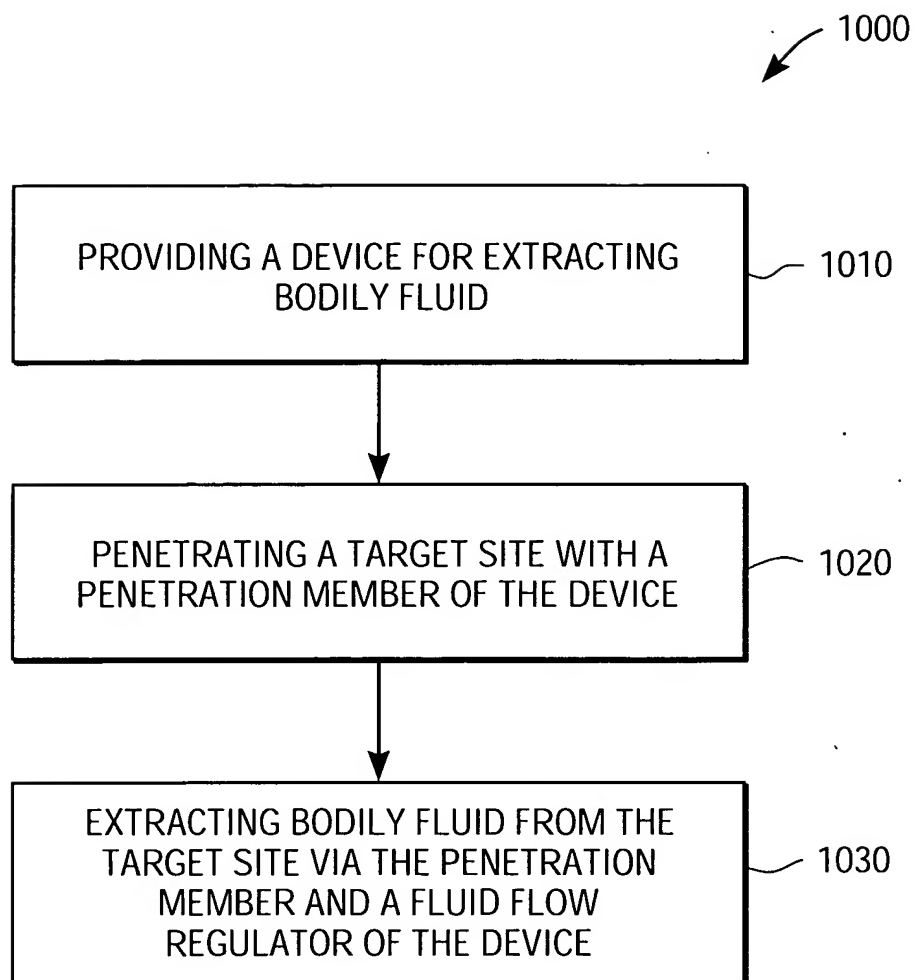 1000
PROVIDING A DEVICE FOR EXTRACTING
BODILY FLUID
1010
PENETRATING A TARGET SITE WITH A
PENETRATION MEMBER OF THE DEVICE
1020
EXTRACTING BODILY FLUID FROM THE
TARGET SITE VIA THE PENETRATION
MEMBER AND A FLUID FLOW
REGULATOR OF THE DEVICE
1030